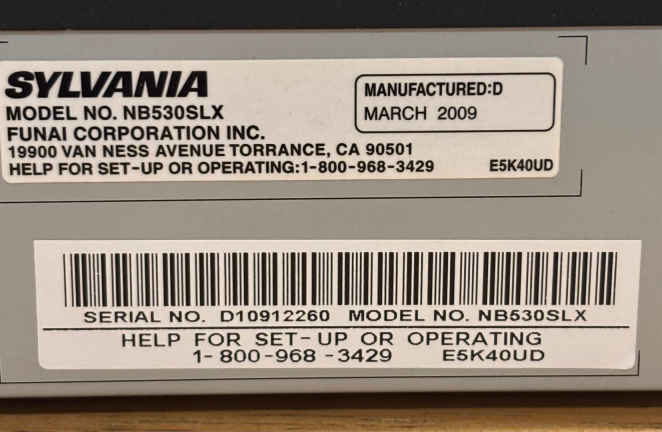 SYLVANIA
MODEL NO. NB530SLX
FUNAI CORPORATION INC.
19900 VAN NESS AVENUE TORRANCE, CA 90501
HELP FOR SET-UP OR OPERATING:1-800-968-3429
MANUFACTURED:D
MARCH 2009
E5K40UD
SERIAL NO. D10912260 MODEL NO. NB530SLX
HELP FOR SET-UP OR OPERATING
1-800-968-3429 E5K40UD